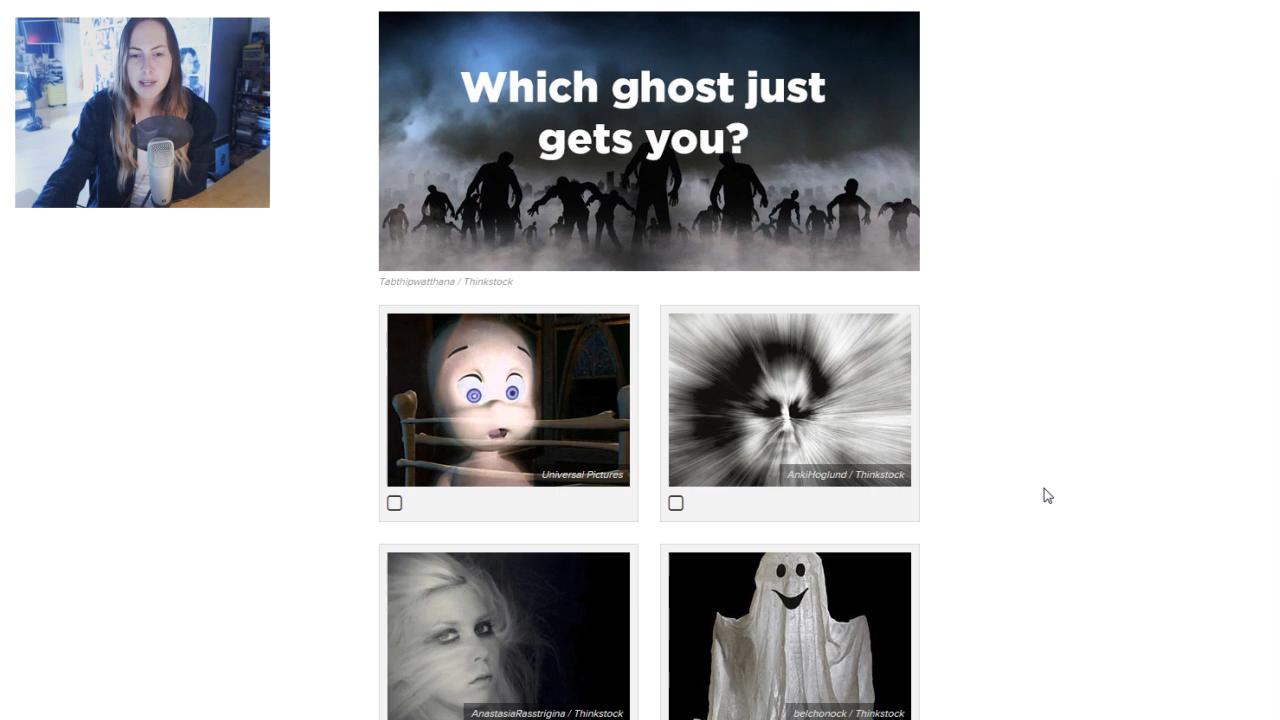 Which ghost just
gets you?
Tabthipwatthana / Thinkstock
Universal Pictures
AnkiHoglund / Thinkstock
AnastasiaRasstrigina / Thinkstock
belchonock / Thinkstock